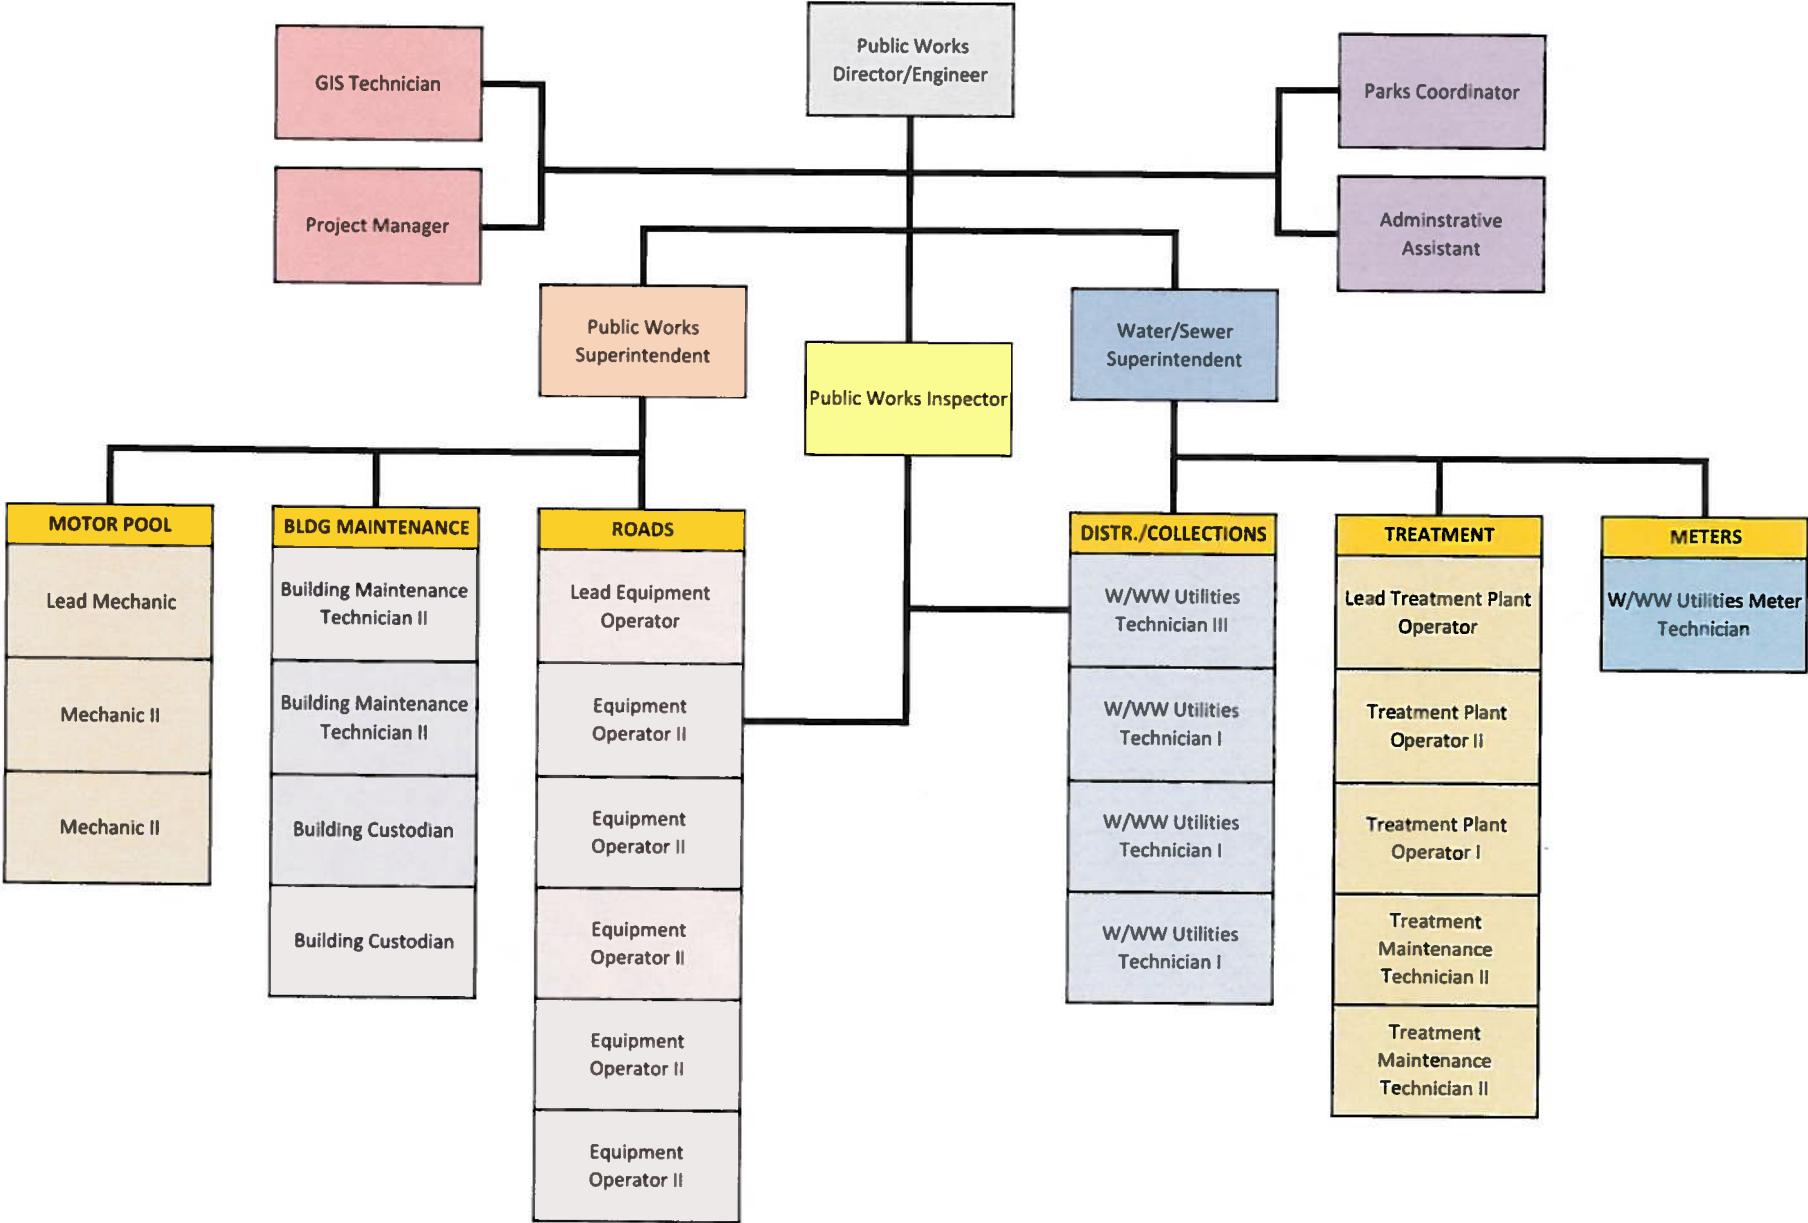 Public Works
Director/Engineer
GIS Technician
Project Manager
Parks Coordinator
Adminstrative
Assistant
Public Works
Superintendent
Public Works Inspector
Water/Sewer
Superintendent
MOTOR POOL
Lead Mechanic
Mechanic II
Mechanic II
BLDG MAINTENANCE
Building Maintenance
Technician II
Building Maintenance
Technician II
Building Custodian
Building Custodian
ROADS
Lead Equipment
Operator
Equipment
Operator II
Equipment
Operator II
Equipment
Operator II
Equipment
Operator II
Equipment
Operator II
DISTR./COLLECTIONS
W/WW Utilities
Technician III
W/WW Utilities
Technician I
W/WW Utilities
Technician I
W/WW Utilities
Technician I
TREATMENT
Lead Treatment Plant
Operator
Treatment Plant
Operator II
Treatment Plant
Operator I
Treatment
Maintenance
Technician II
Treatment
Maintenance
Technician II
METERS
W/WW Utilities Meter
Technician